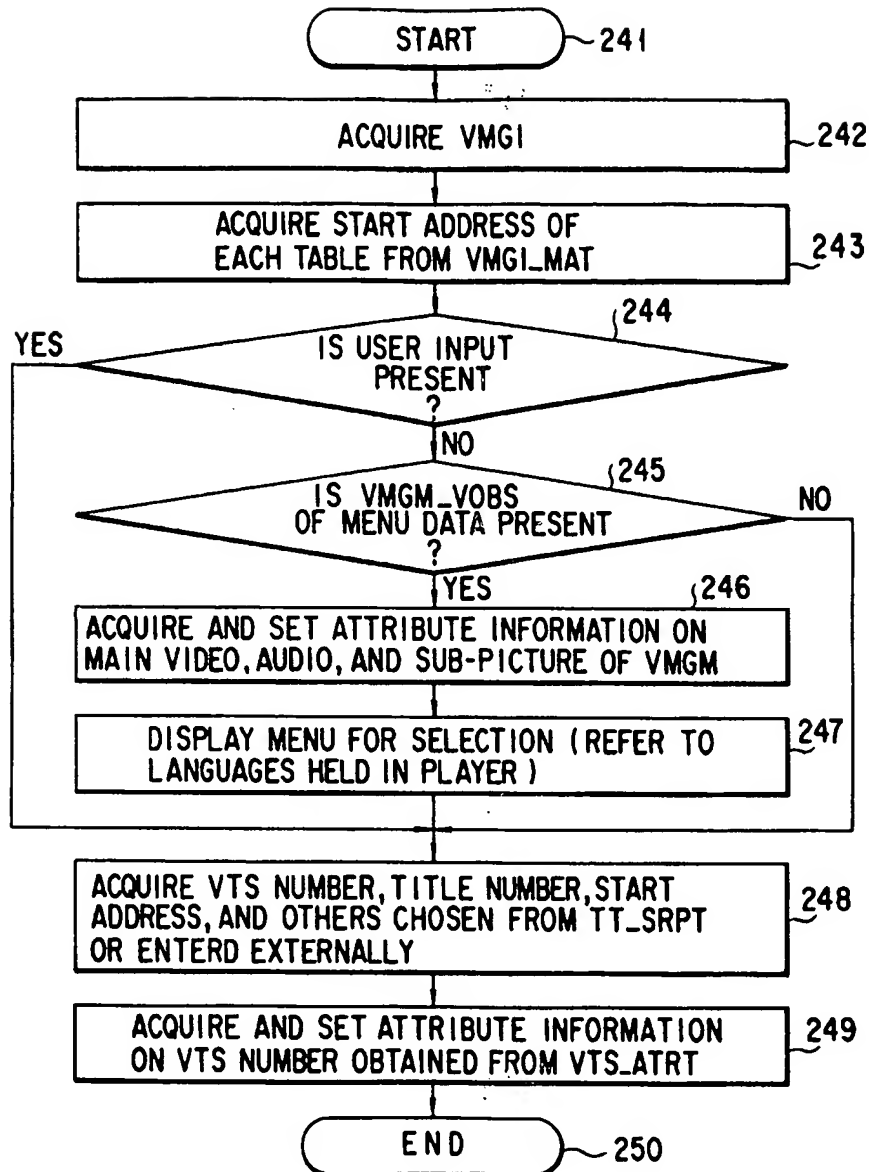 START
241
ACQUIRE VMGI
242
ACQUIRE START ADDRESS OF
EACH TABLE FROM VMGI_MAT
243
244
YES
IS USER INPUT
PRESENT
?
NO
245
IS VMGM_VOBS
OF MENU DATA PRESENT
?
NO
YES
246
ACQUIRE AND SET ATTRIBUTE INFORMATION ON
MAIN VIDEO, AUDIO, AND SUB-PICTURE OF VMGM
DISPLAY MENU FOR SELECTION (REFER TO
LANGUAGES HELD IN PLAYER)
247
ACQUIRE VTS NUMBER, TITLE NUMBER, START
ADDRESS, AND OTHERS CHOSEN FROM TT_SRPT
OR ENTERD EXTERNALLY
248
ACQUIRE AND SET ATTRIBUTE INFORMATION
ON VTS NUMBER OBTAINED FROM VTS_ATRT
249
END
250